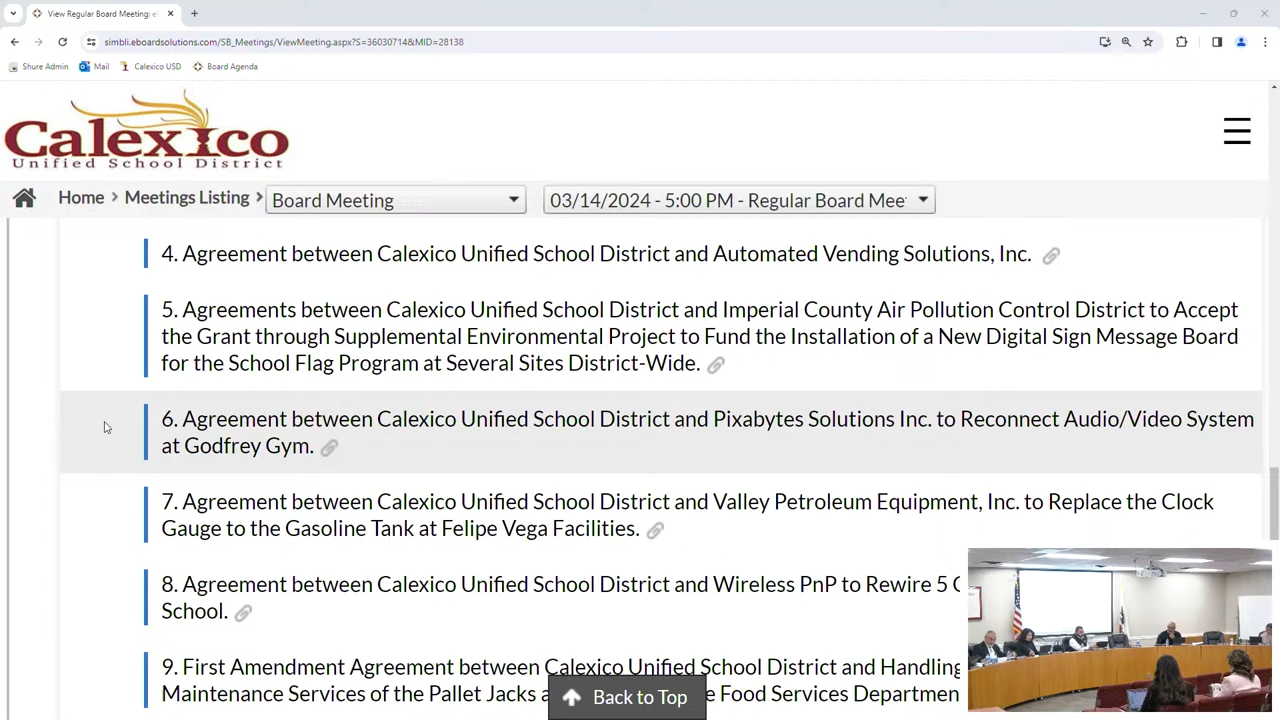 View Regular Board Meeting: e
simbli.eboardsolutions.com/SB_Meetings/ViewMeeting.aspx?S=36030714&MID=28138
Shure Admin Mail Calexico USD Board Agenda
Calexico
Unified School District
Home > Meetings Listing > Board Meeting 03/14/2024 - 5:00 PM - Regular Board Mee
4. Agreement between Calexico Unified School District and Automated Vending Solutions, Inc.
5. Agreements between Calexico Unified School District and Imperial County Air Pollution Control District to Accept
the Grant through Supplemental Environmental Project to Fund the Installation of a New Digital Sign Message Board
for the School Flag Program at Several Sites District-Wide.
6. Agreement between Calexico Unified School District and Pixabytes Solutions Inc. to Reconnect Audio/Video System
at Godfrey Gym.
7. Agreement between Calexico Unified School District and Valley Petroleum Equipment, Inc. to Replace the Clock
Gauge to the Gasoline Tank at Felipe Vega Facilities.
8. Agreement between Calexico Unified School District and Wireless PnP to Rewire 5
School.
9. First Amendment Agreement between Calexico Unified School District and Handling
Maintenance Services of the Pallet Jacks Food Services Departmen
Back to Top